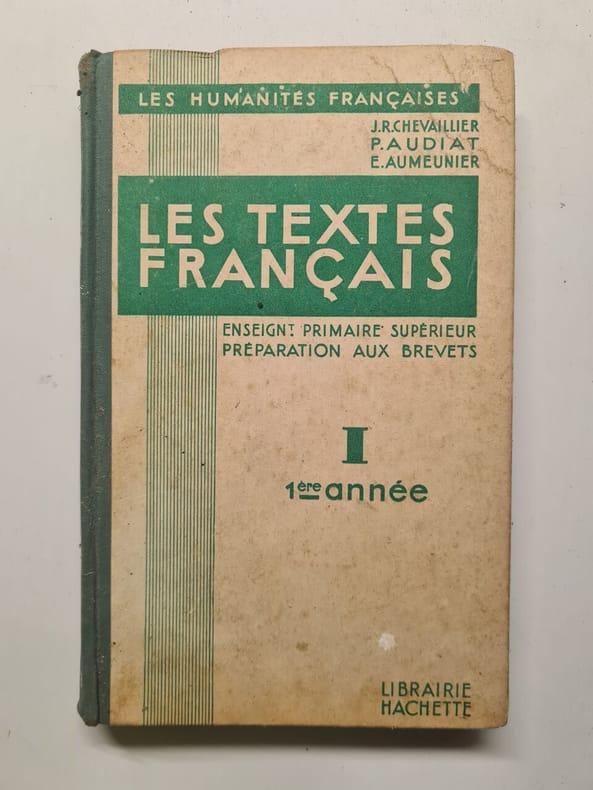 LES HUMANITÉS FRANÇAISES
J.R.CHEVAILLIER
P.AUDIAT
E.AUMEUNIER
LES TEXTES
FRANÇAIS
ENSEIGNT PRIMAIRE SUPÉRIEUR
PRÉPARATION AUX BREVETS
I
1ère année
LIBRAIRIE
HACHETTE